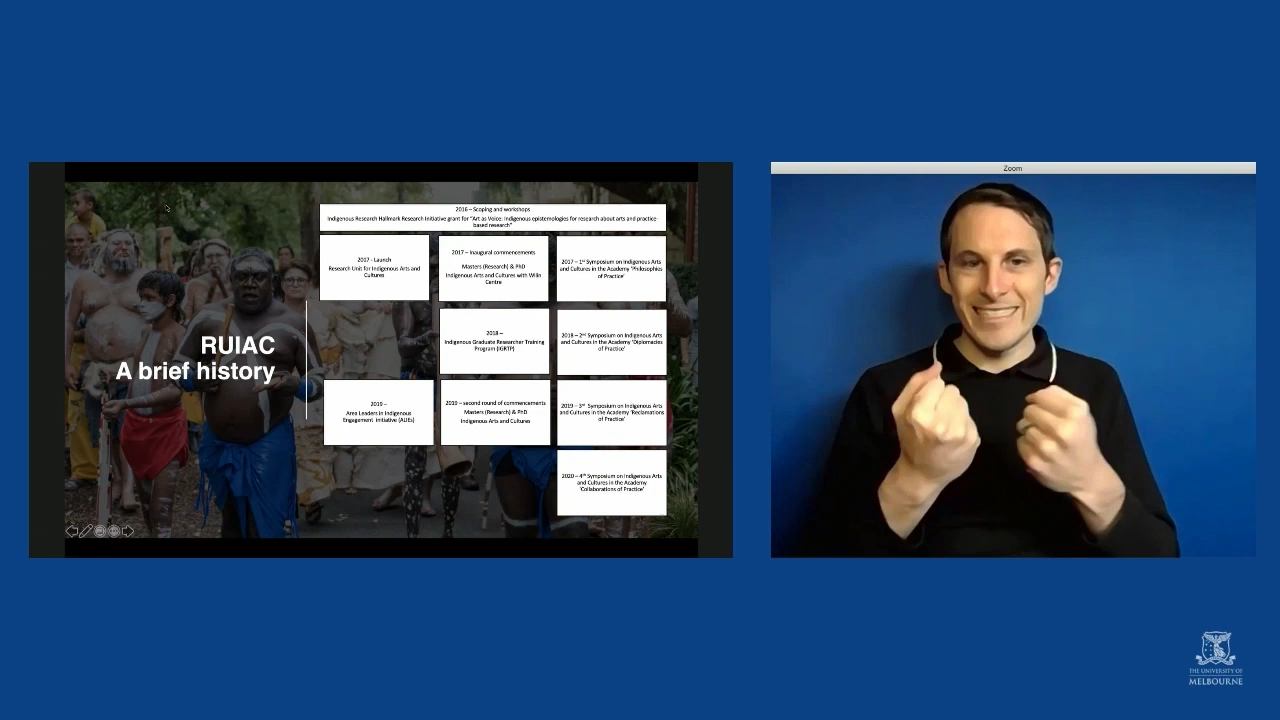 Zoom
2016 – Scoping and workshops
Indigenous Research Hallmark Research Initiative grant for "Art as Voice: Indigenous epistemologies for research about arts and practice-
based research"
2017 - Launch
Research Unit for Indigenous Arts and
Cultures
2017 – Inaugural commencements
Masters (Research) & PhD
Indigenous Arts and Cultures with Wilin
Centre
2017 – 1st Symposium on Indigenous Arts
and Cultures in the Academy 'Philosophies
of Practice'
RUIAC
A brief history
2018 –
Indigenous Graduate Researcher Training
Program (IGRTP)
2018 – 2nd Symposium on Indigenous Arts
and Cultures in the Academy 'Diplomacies
of Practice'
2019 –
Area Leaders in Indigenous
Engagement initiative (ALIEs)
2019 – second round of commencements
Masters (Research) & PhD
Indigenous Arts and Cultures
2019 – 3rd Symposium on Indigenous Arts
and Cultures in the Academy 'Reclamations
of Practice'
2020 – 4th Symposium on Indigenous Arts
and Cultures in the Academy
'Collaborations of Practice'
THE UNIVERSITY OF
MELBOURNE